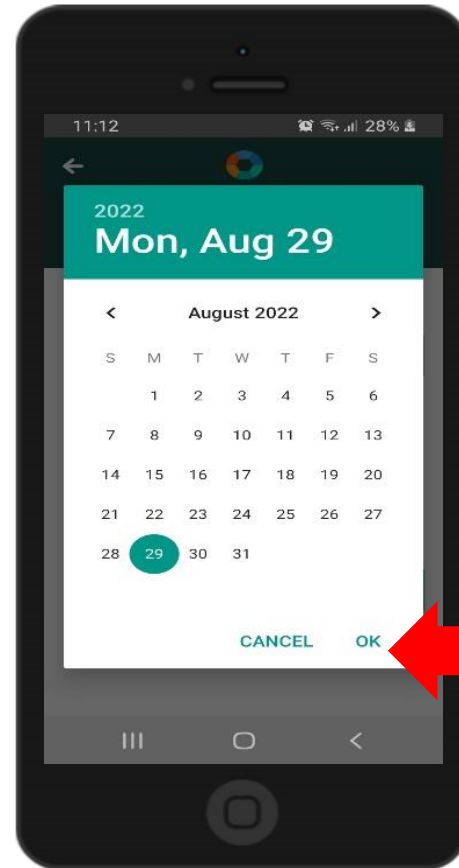 11:12 28%
2022
Mon, Aug 29
August 2022
S M T W T F S
1 2 3 4 5 6
7 8 9 10 11 12 13
14 15 16 17 18 19 20
21 22 23 24 25 26 27
28 29 30 31
CANCEL OK